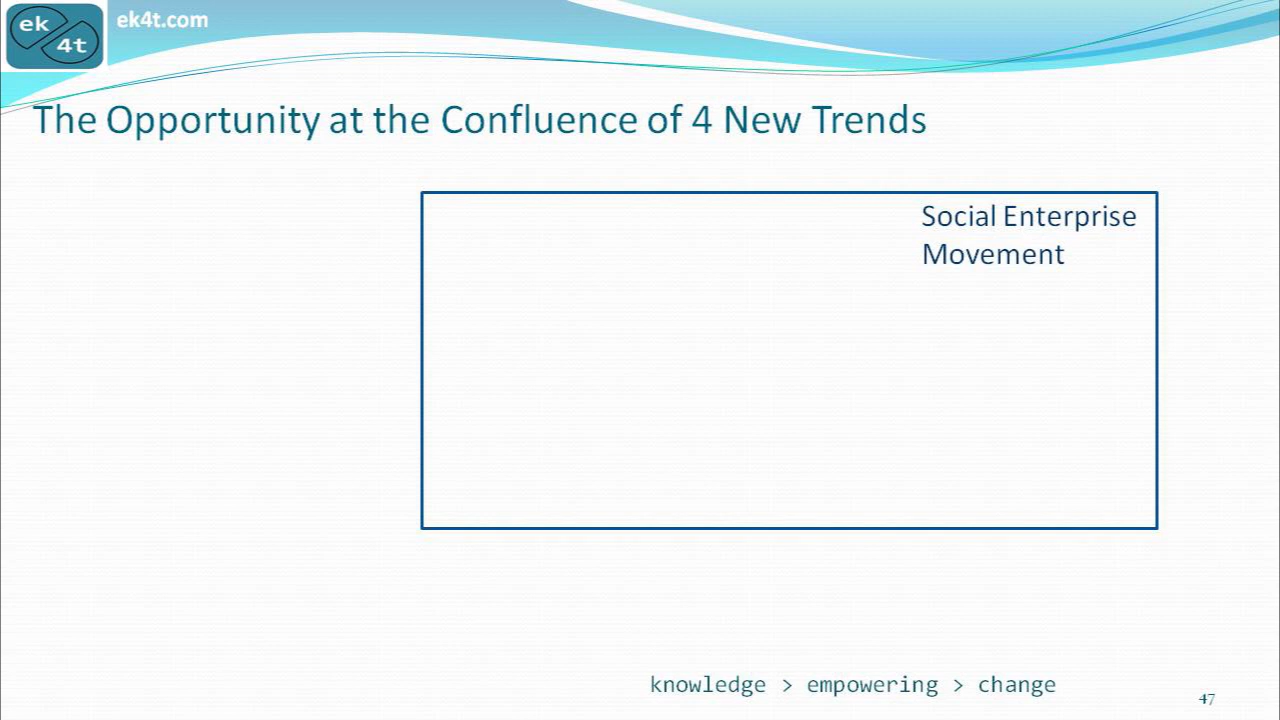 ek
4t
ek4t.com
The Opportunity at the Confluence of 4 New Trends
Social Enterprise
Movement
knowledge > empowering > change
47